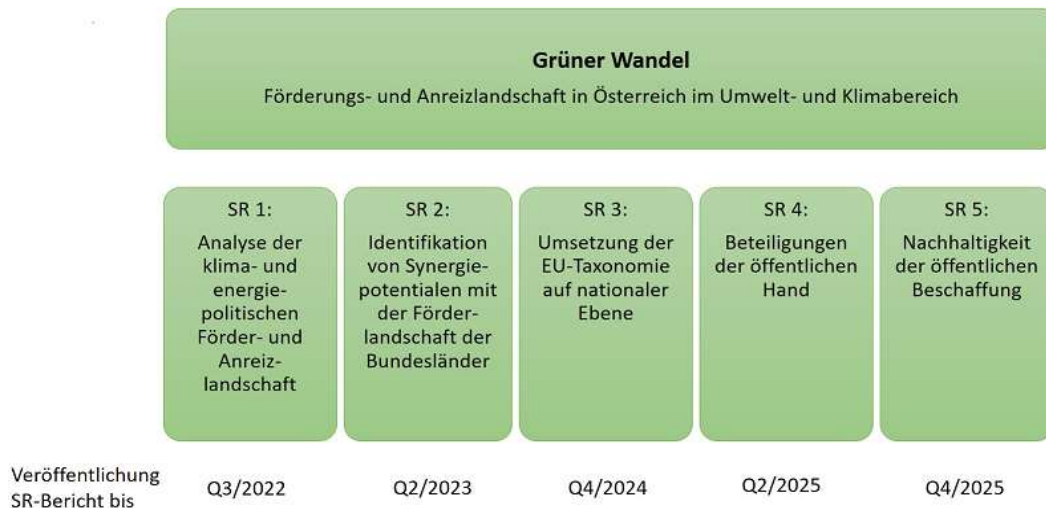 Grüner Wandel
Förderungs- und Anreizlandschaft in Österreich im Umwelt- und Klimabereich
SR 1:
Analyse der
klima- und
energie-
politischen
Förder- und
Anreiz-
landschaft
SR 2:
Identifikation
von Synergie-
potentialen mit
der Förder-
landschaft der
Bundesländer
SR 3:
Umsetzung der
EU-Taxonomie
auf nationaler
Ebene
SR 4:
Beteiligungen
der öffentlichen
Hand
SR 5:
Nachhaltigkeit
der öffentlichen
Beschaffung
Veröffentlichung
SR-Bericht bis
Q3/2022
Q2/2023
Q4/2024
Q2/2025
Q4/2025